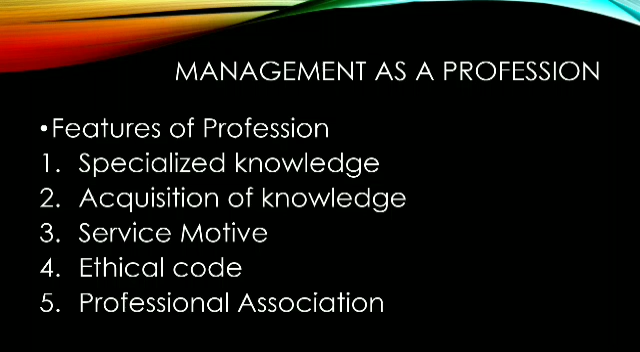 MANAGEMENT AS A PROFESSION
• Features of Profession
1. Specialized knowledge
2. Acquisition of knowledge
3. Service Motive
4. Ethical code
5. Professional Association